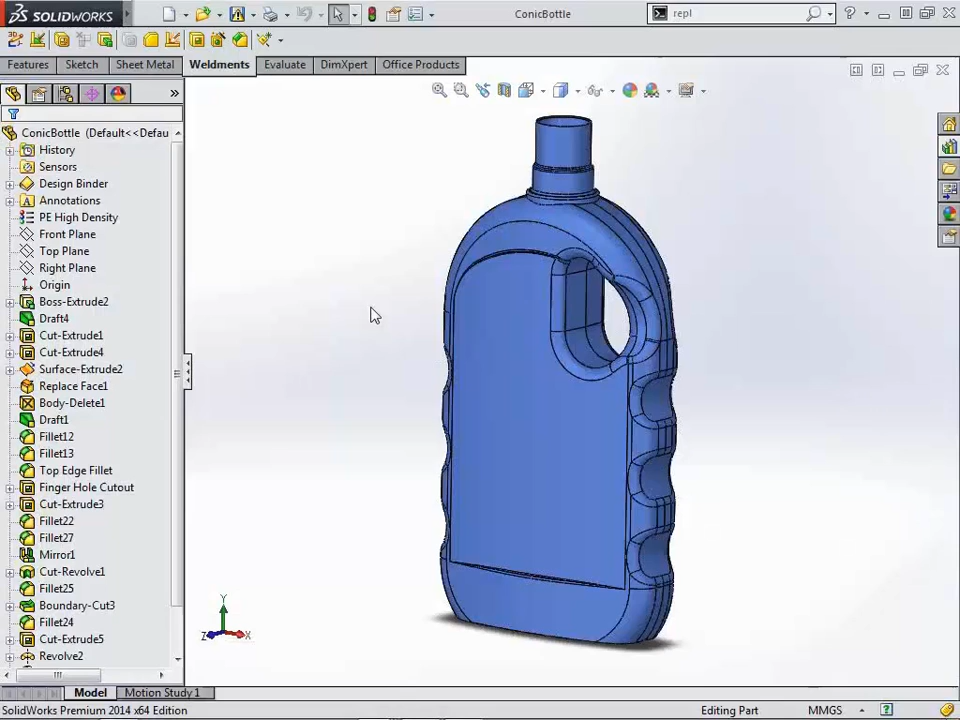 DS SOLIDWORKS
ConicBottle
repl
Features
Sketch
Sheet Metal
Weldments
Evaluate
DimXpert
Office Products
»
ConicBottle (Default<<Defau
History
Sensors
Design Binder
Annotations
PE High Density
Front Plane
Top Plane
Right Plane
Origin
Boss-Extrude2
Draft4
Cut-Extrude1
Cut-Extrude4
Surface-Extrude2
Replace Face1
Body-Delete1
Draft1
Fillet12
Fillet13
Top Edge Fillet
Finger Hole Cutout
Cut-Extrude3
Fillet22
Fillet27
Mirror1
Cut-Revolve1
Fillet25
Boundary-Cut3
Fillet24
Cut-Extrude5
Revolve2
Y
Z
X
Model
Motion Study 1
SolidWorks Premium 2014 x64 Edition
Editing Part
MMGS